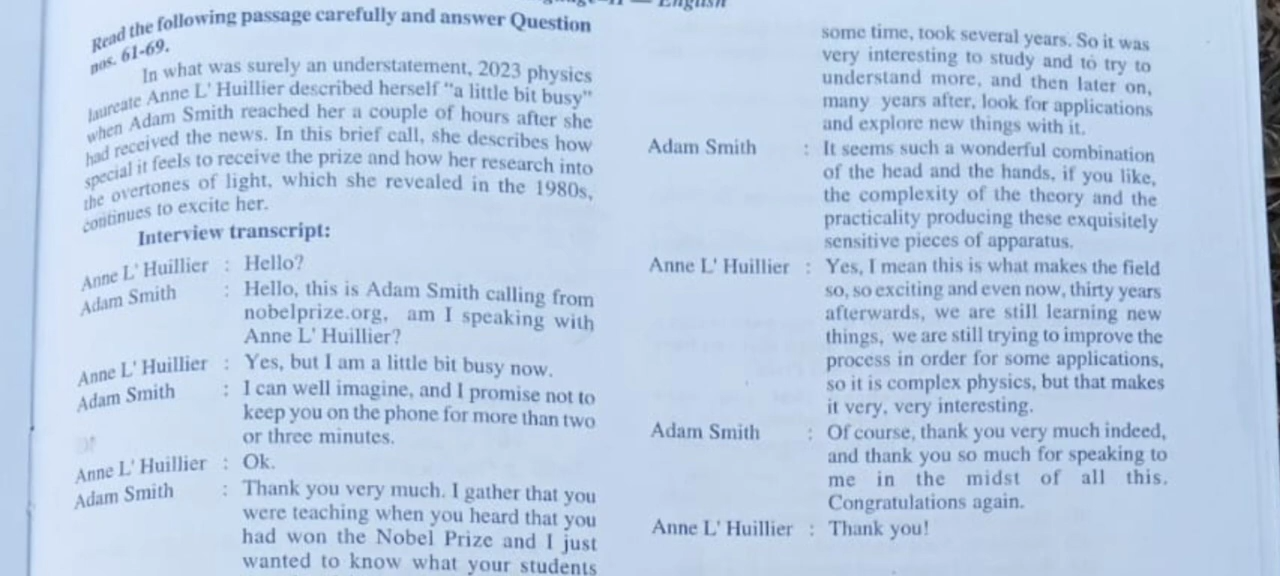 — English
Read the following passage carefully and answer Question
nos. 61-69.
In what was surely an understatement, 2023 physics
laureate Anne L' Huillier described herself "a little bit busy"
when Adam Smith reached her a couple of hours after she
had received the news. In this brief call, she describes how
special it feels to receive the prize and how her research into
the overtones of light, which she revealed in the 1980s,
continues to excite her.
Interview transcript:
Anne L' Huillier : Hello?
Adam Smith : Hello, this is Adam Smith calling from
nobelprize.org, am I speaking with
Anne L' Huillier?
Anne L' Huillier : Yes, but I am a little bit busy now.
Adam Smith : I can well imagine, and I promise not to
keep you on the phone for more than two
or three minutes.
Anne L' Huillier : Ok.
Adam Smith : Thank you very much. I gather that you
were teaching when you heard that you
had won the Nobel Prize and I just
wanted to know what your students
some time, took several years. So it was
very interesting to study and to try to
understand more, and then later on,
many years after, look for applications
and explore new things with it.
Adam Smith : It seems such a wonderful combination
of the head and the hands, if you like,
the complexity of the theory and the
practicality producing these exquisitely
sensitive pieces of apparatus.
Anne L' Huillier : Yes, I mean this is what makes the field
so, so exciting and even now, thirty years
afterwards, we are still learning new
things, we are still trying to improve the
process in order for some applications,
so it is complex physics, but that makes
it very, very interesting.
Adam Smith : Of course, thank you very much indeed,
and thank you so much for speaking to
me in the midst of all this.
Congratulations again.
Anne L' Huillier : Thank you!